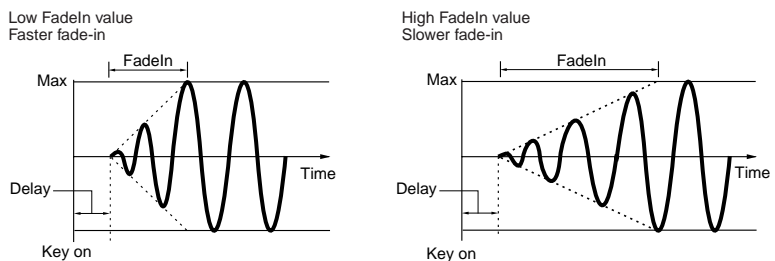 Low FadeIn value
Faster fade-in
FadeIn
Max
Time
Delay
Key on
High FadeIn value
Slower fade-in
FadeIn
Max
Time
Delay
Key on